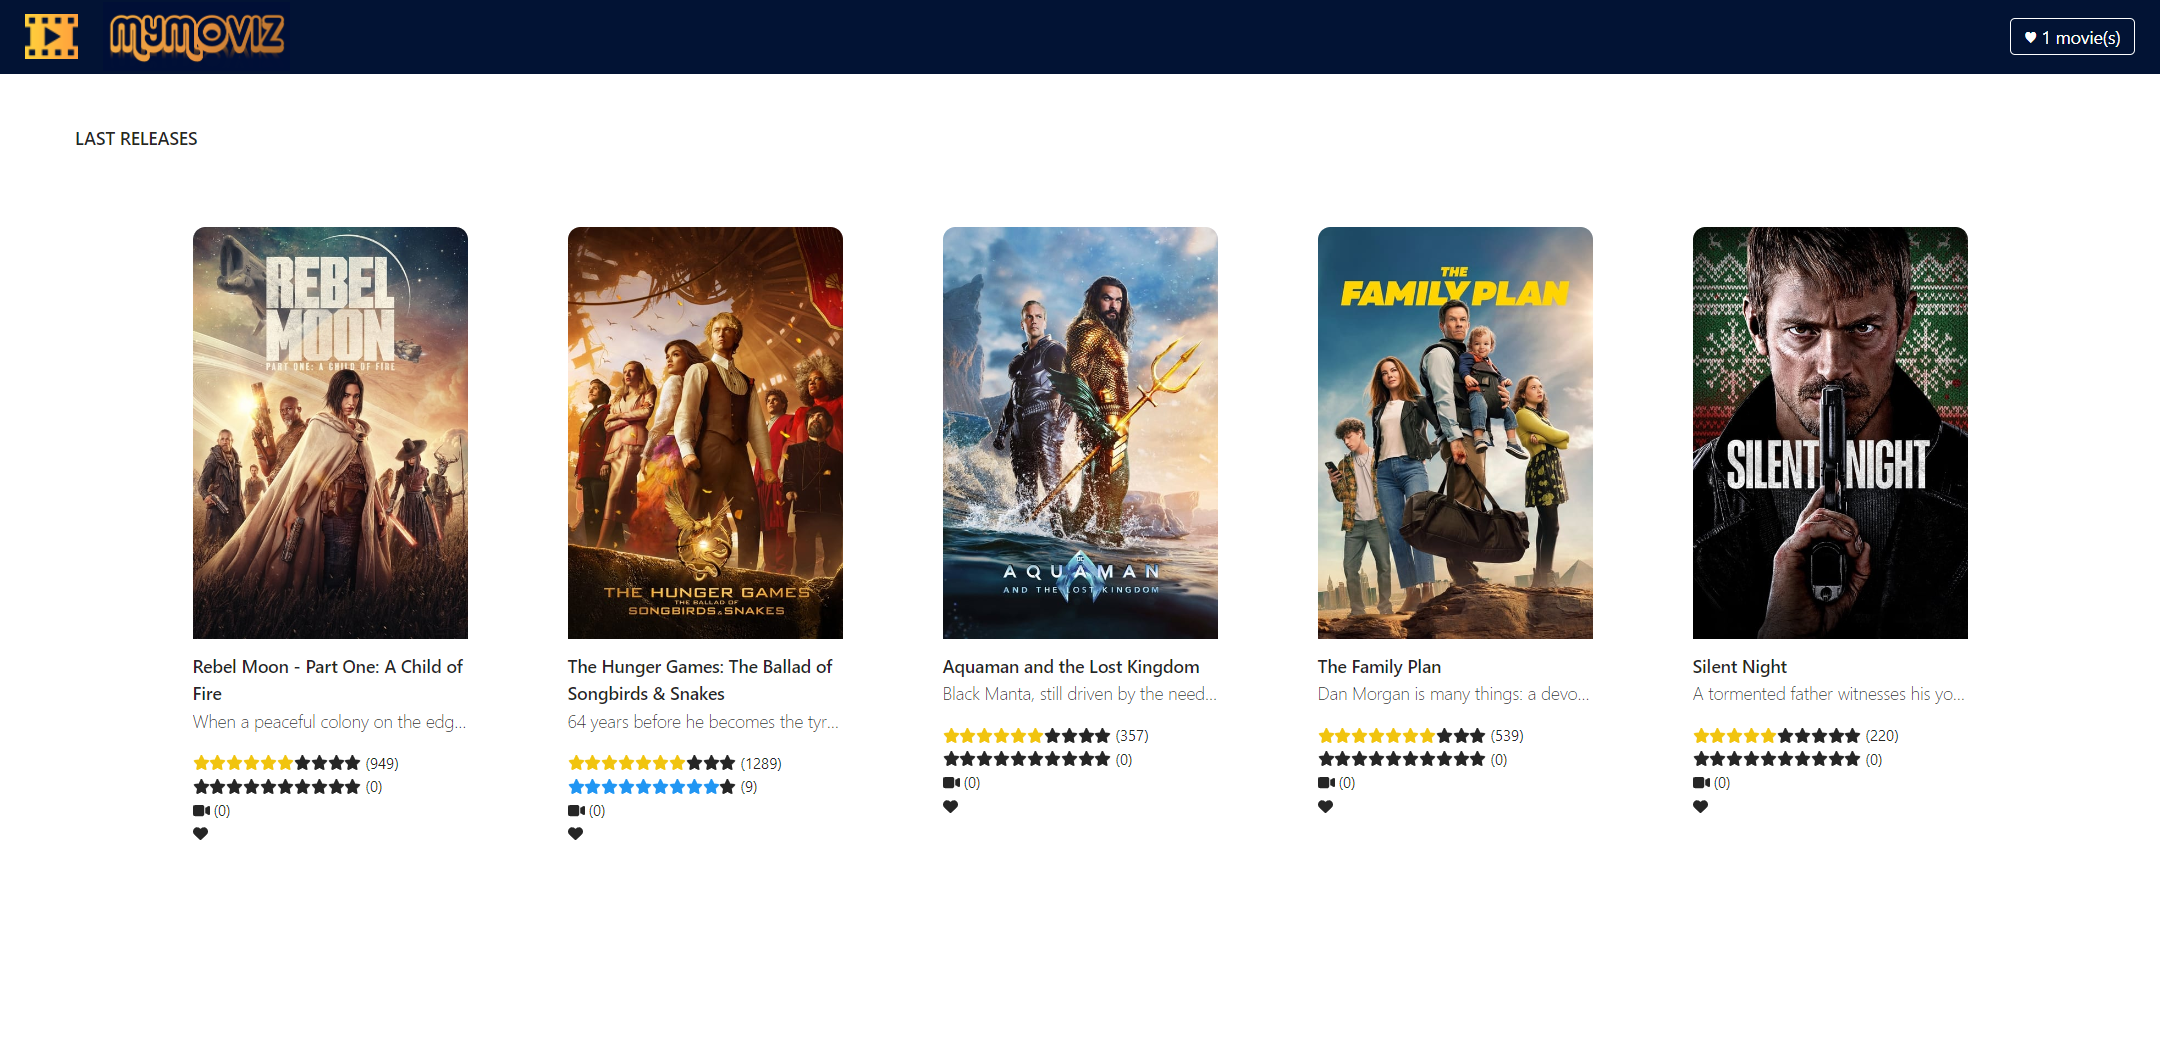 mymoviz
1 movie(s)
LAST RELEASES
REBEL
MOON
PART ONE: A CHILD OF FIRE
Rebel Moon - Part One: A Child of
Fire
When a peaceful colony on the edg...
(949)
(0)
(0)
THE HUNGER GAMES
THE BALLAD OF
SONGBIRDS & SNAKES
The Hunger Games: The Ballad of
Songbirds & Snakes
64 years before he becomes the tyr...
(1289)
(9)
(0)
DC
AQUAMAN
AND THE LOST KINGDOM
Aquaman and the Lost Kingdom
Black Manta, still driven by the need...
(357)
(0)
(0)
THE
FAMILY PLAN
The Family Plan
Dan Morgan is many things: a devo...
(539)
(0)
(0)
SILENT NIGHT
Silent Night
A tormented father witnesses his yo...
(220)
(0)
(0)